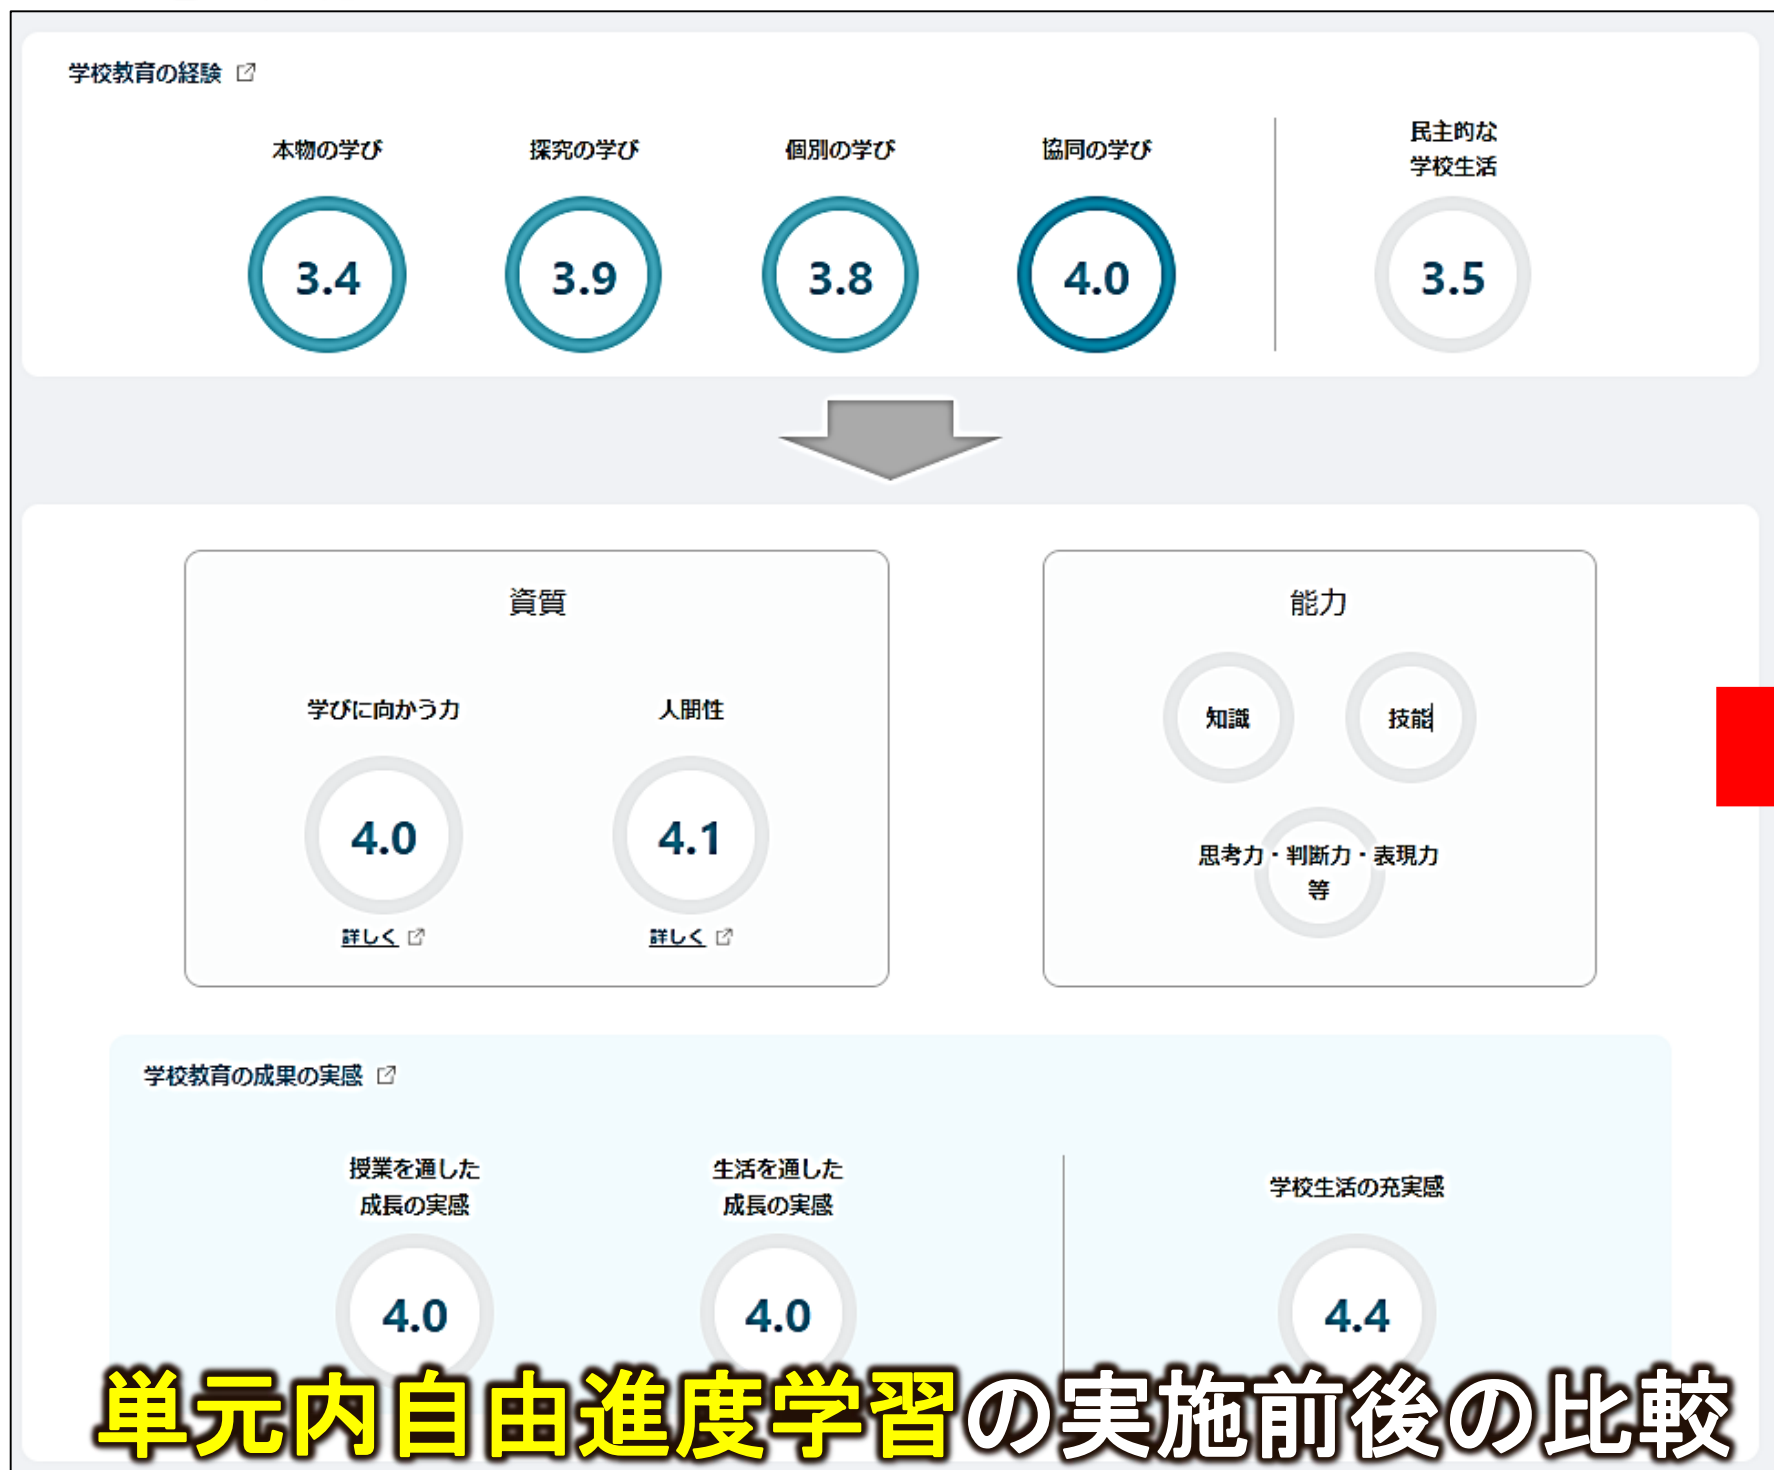 学校教育の経験
本物の学び
探究の学び
個別の学び
協同の学び
民主的な
学校生活
3.4
3.9
3.8
4.0
3.5
資質
学びに向かう力
人間性
4.0
4.1
詳しく
詳しく
能力
知識
技能
思考力・判断力・表現力
等
学校教育の成果の実感
授業を通した
成長の実感
生活を通した
成長の実感
学校生活の充実感
4.0
4.0
4.4
単元内自由進度学習の実施前後の比較